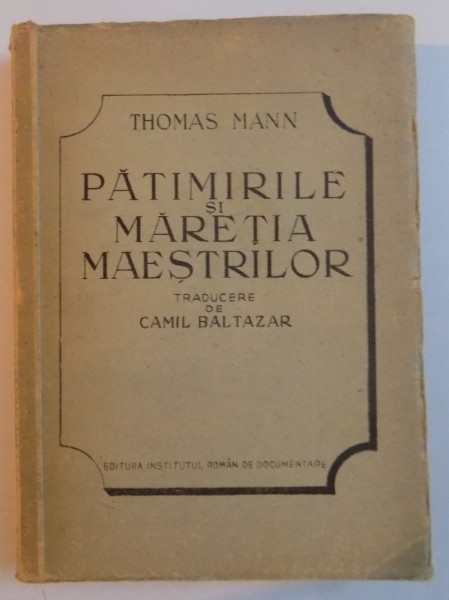 THOMAS MANN
PĂTIMIRILE
ȘI
MĂREȚIA
MAEȘTRILOR
TRADUCERE
DE
CAMIL BALTAZAR
EDITURA INSTITUTUL ROMÂN DE DOCUMENTARE